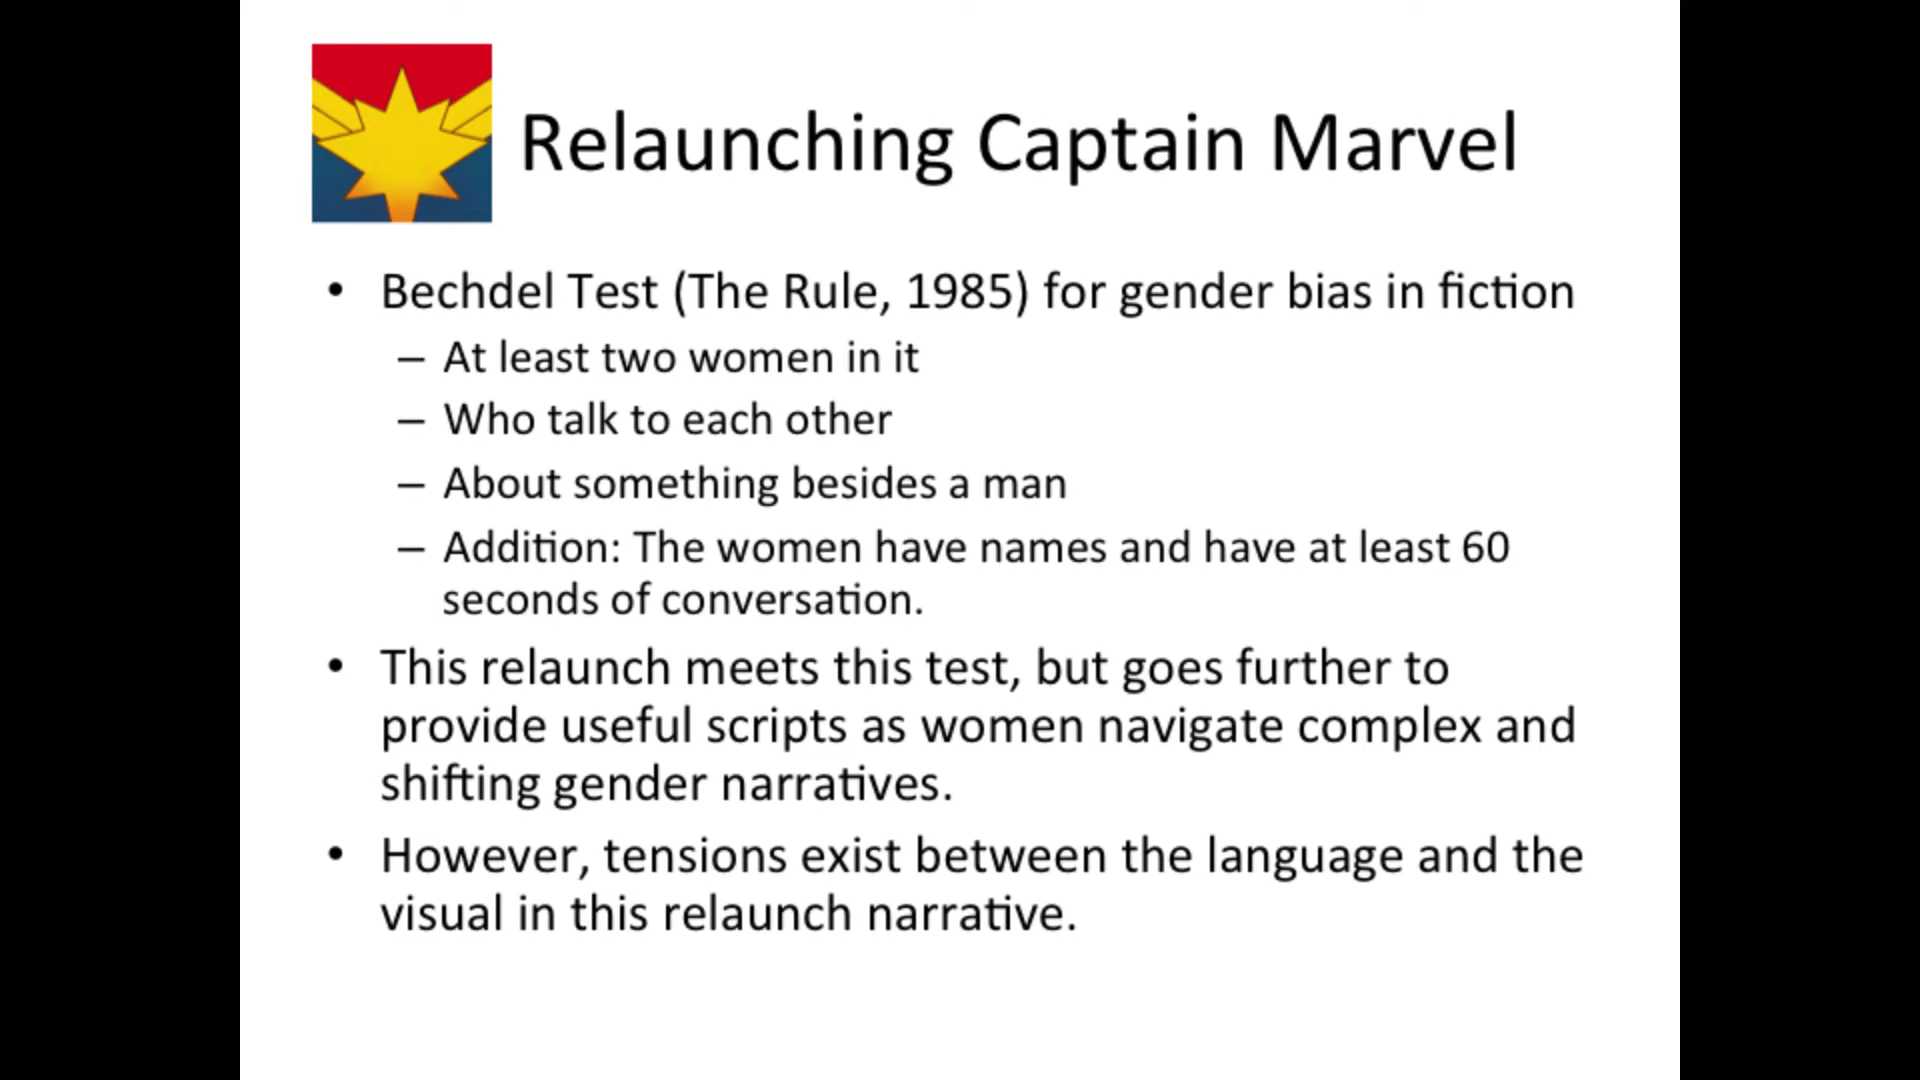 Relaunching Captain Marvel
• Bechdel Test (The Rule, 1985) for gender bias in fiction
– At least two women in it
– Who talk to each other
– About something besides a man
– Addition: The women have names and have at least 60
seconds of conversation.
• This relaunch meets this test, but goes further to
provide useful scripts as women navigate complex and
shifting gender narratives.
• However, tensions exist between the language and the
visual in this relaunch narrative.